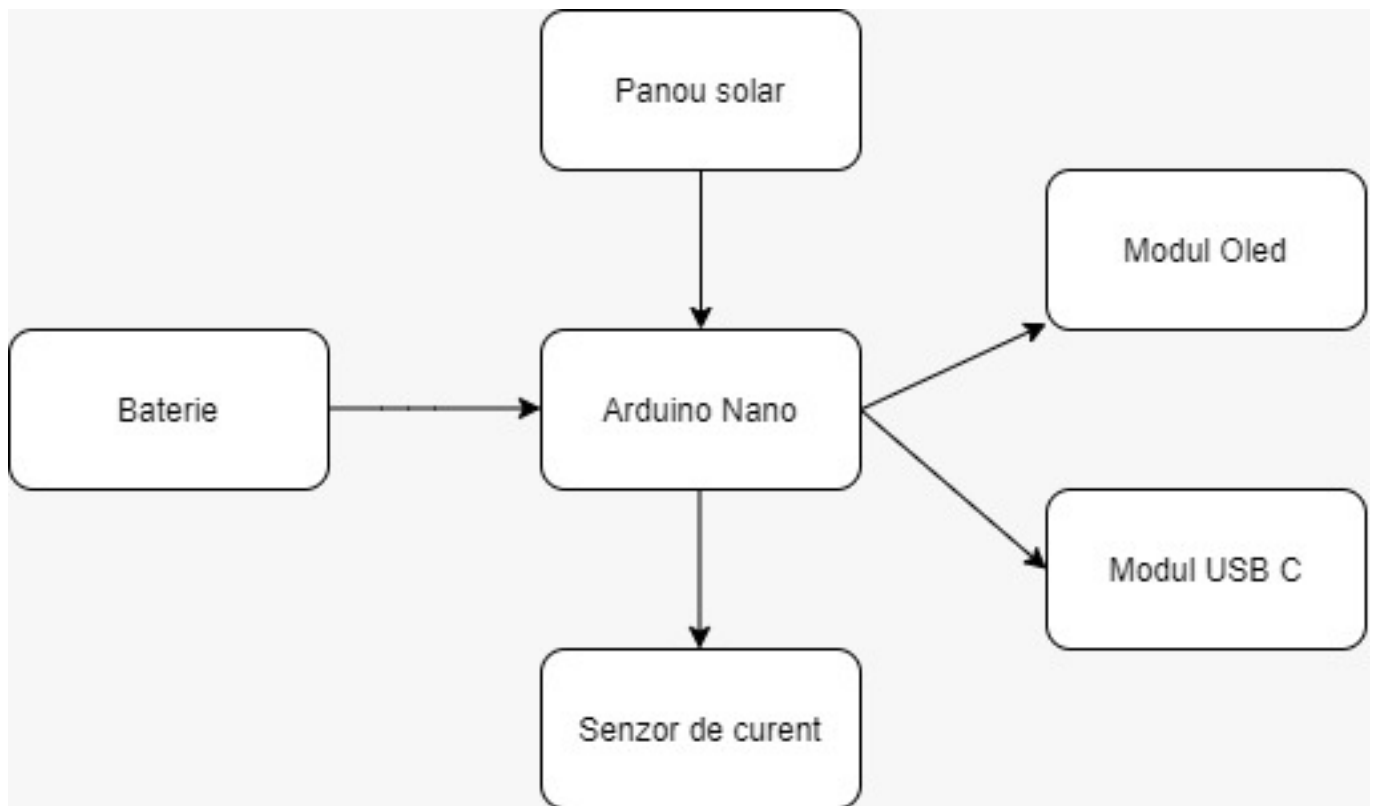 Panou solar
Modul Oled
Baterie
Arduino Nano
Modul USB C
Senzor de curent